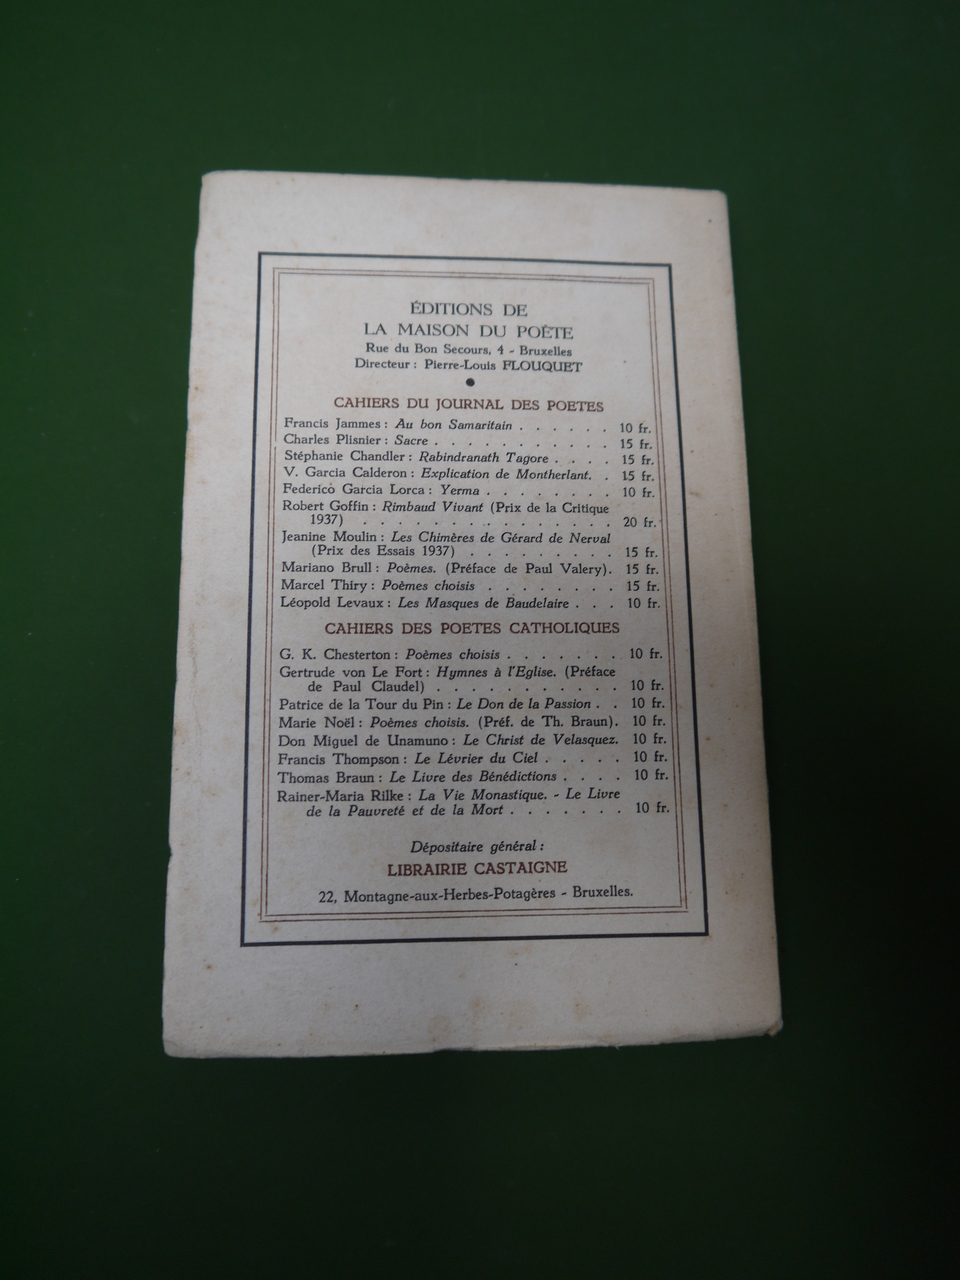 ÉDITIONS DE
LA MAISON DU POÈTE
Rue du Bon Secours, 4 - Bruxelles
Directeur : Pierre-Louis FLOUQUET
●
CAHIERS DU JOURNAL DES POETES
Francis Jammes : Au bon Samaritain . . . . . . 10 fr.
Charles Plisnier : Sacre . . . . . . . . . . . 15 fr.
Stéphanie Chandler : Rabindranath Tagore . . . . 15 fr.
V. Garcia Calderon : Explication de Montherlant. . 15 fr.
Federico Garcia Lorca : Yerma . . . . . . . . 10 fr.
Robert Goffin : Rimbaud Vivant (Prix de la Critique
1937) . . . . . . . . . . . . . . . 20 fr.
Jeanine Moulin : Les Chimères de Gérard de Nerval
(Prix des Essais 1937) . . . . . . . . . 15 fr.
Mariano Brull : Poèmes. (Préface de Paul Valery). 15 fr.
Marcel Thiry : Poèmes choisis . . . . . . . . 15 fr.
Léopold Levaux : Les Masques de Baudelaire . . . 10 fr.
CAHIERS DES POETES CATHOLIQUES
G. K. Chesterton : Poèmes choisis . . . . . . . 10 fr.
Gertrude von Le Fort : Hymnes à l'Eglise. (Préface
de Paul Claudel) . . . . . . . . . . . 10 fr.
Patrice de la Tour du Pin : Le Don de la Passion . . 10 fr.
Marie Noël : Poèmes choisis. (Préf. de Th. Braun). 10 fr.
Don Miguel de Unamuno : Le Christ de Velasquez. 10 fr.
Francis Thompson : Le Lévrier du Ciel . . . . . 10 fr.
Thomas Braun : Le Livre des Bénédictions . . . . 10 fr.
Rainer-Maria Rilke : La Vie Monastique. - Le Livre
de la Pauvreté et de la Mort . . . . . . . 10 fr.
Dépositaire général :
LIBRAIRIE CASTAIGNE
22, Montagne-aux-Herbes-Potagères - Bruxelles.